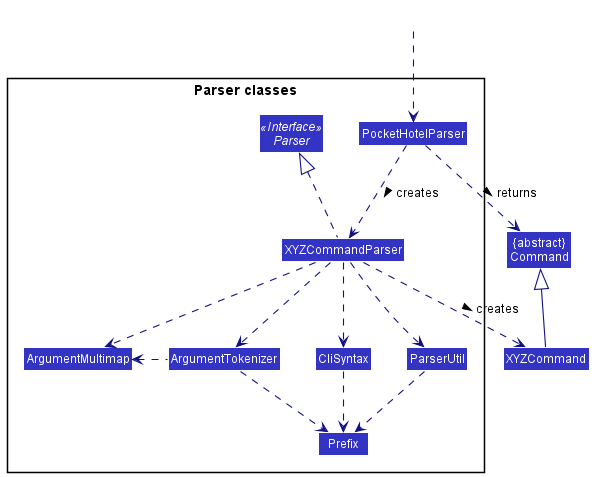 Parser classes
«Interface»
Parser
PocketHotelParser
creates
returns
XYZCommandParser
{abstract}
Command
creates
ArgumentMultimap
ArgumentTokenizer
CliSyntax
ParserUtil
XYZCommand
Prefix